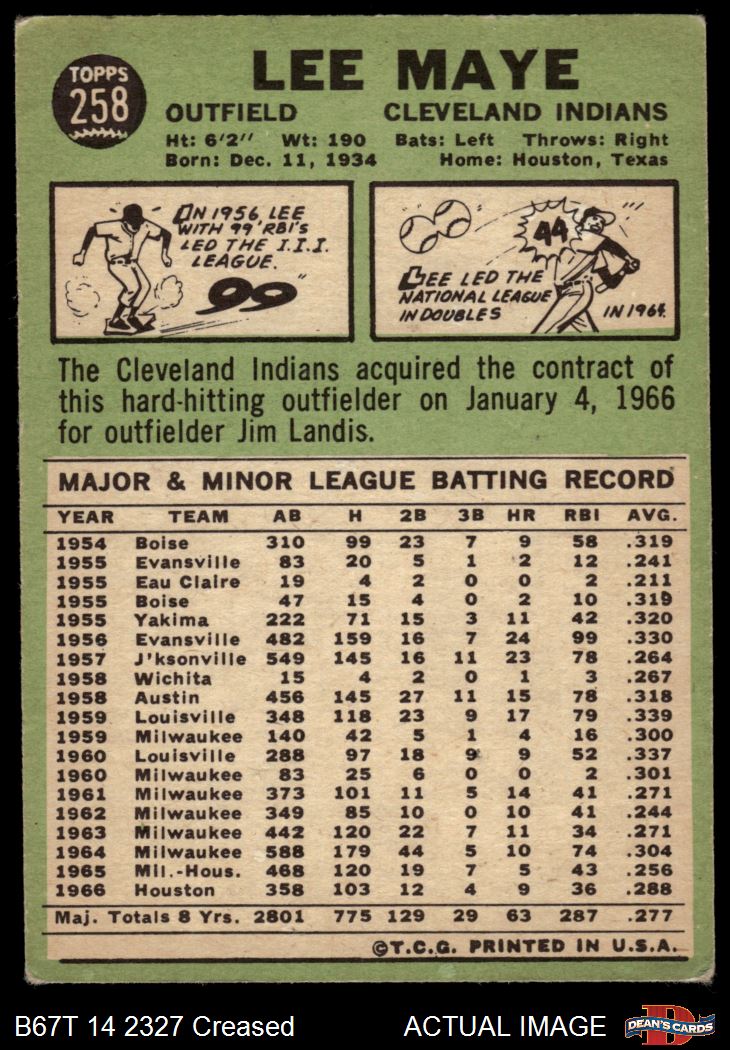 TOPPS
258
LEE MAYE
OUTFIELD CLEVELAND INDIANS
Ht: 6'2" Wt: 190 Bats: Left Throws: Right
Born: Dec. 11, 1934 Home: Houston, Texas
IN 1956, LEE
WITH 99 "RBI'S
LED THE I.I.I.
LEAGUE.
99"
44
LEE LED THE
NATIONAL LEAGUE
IN DOUBLES
IN 1964.
The Cleveland Indians acquired the contract of
this hard-hitting outfielder on January 4, 1966
for outfielder Jim Landis.
MAJOR & MINOR LEAGUE BATTING RECORD
YEAR TEAM AB H 2B 3B HR RBI AVG.
1954 Boise 310 99 23 7 9 58 .319
1955 Evansville 83 20 5 1 2 12 .241
1955 Eau Claire 19 4 2 0 0 2 .211
1955 Boise 47 15 4 0 2 10 .319
1955 Yakima 222 71 15 3 11 42 .320
1956 Evansville 482 159 16 7 24 99 .330
1957 J'ksonville 549 145 16 11 23 78 .264
1958 Wichita 15 4 2 0 1 3 .267
1958 Austin 456 145 27 11 15 78 .318
1959 Louisville 348 118 23 9 17 79 .339
1959 Milwaukee 140 42 5 1 4 16 .300
1960 Louisville 288 97 18 9 9 52 .337
1960 Milwaukee 83 25 6 0 0 2 .301
1961 Milwaukee 373 101 11 5 14 41 .271
1962 Milwaukee 349 85 10 0 10 41 .244
1963 Milwaukee 442 120 22 7 11 34 .271
1964 Milwaukee 588 179 44 5 10 74 .304
1965 Mil.-Hous. 468 120 19 7 5 43 .256
1966 Houston 358 103 12 4 9 36 .288
Maj. Totals 8 Yrs. 2801 775 129 29 63 287 .277
©T.C.G. PRINTED IN U.S.A.
B67T 14 2327 Creased ACTUAL IMAGE
D
DEAN'S CARDS